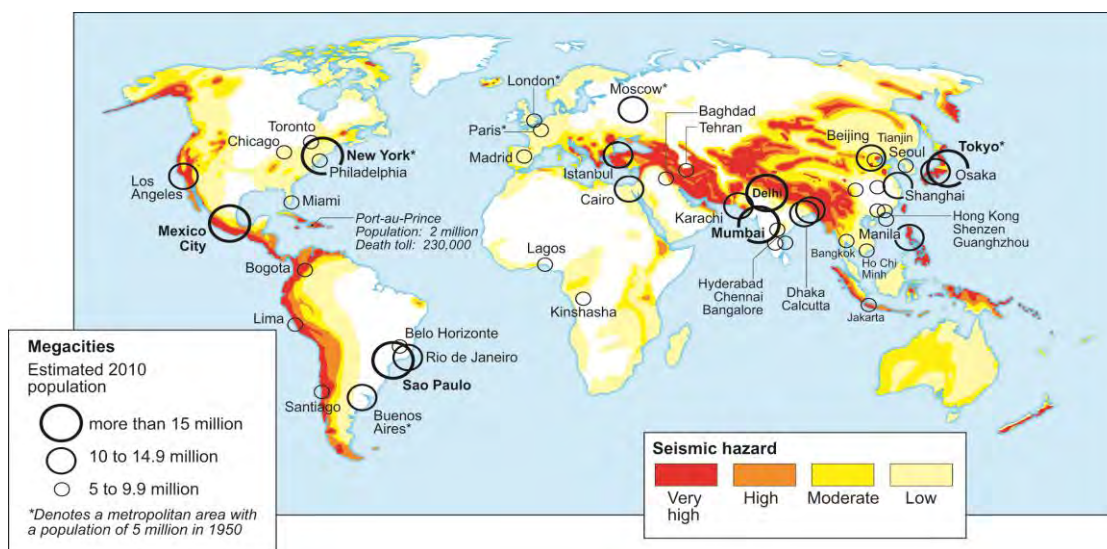 London*
Moscow*
Baghdad
Tehran
Toronto
Chicago
New York*
Philadelphia
Paris*
Madrid
Istanbul
Beijing
Tianjin
Seoul
Tokyo*
Osaka
Los
Angeles
Miami
Cairo
Delhi
Shanghai
Mexico
City
Port-au-Prince
Population: 2 million
Death toll: 230,000
Karachi
Mumbai
Hong Kong
Shenzen
Guanghzhou
Manila
Bogota
Lagos
Bangkok
Ho Chi
Minh
Hyderabad
Chennai
Bangalore
Dhaka
Calcutta
Kinshasha
Jakarta
Lima
Belo Horizonte
Rio de Janeiro
Sao Paulo
Santiago
Buenos
Aires*
Megacities
Estimated 2010
population
more than 15 million
10 to 14.9 million
5 to 9.9 million
*Denotes a metropolitan area with
a population of 5 million in 1950
Seismic hazard
Very
high
High
Moderate
Low